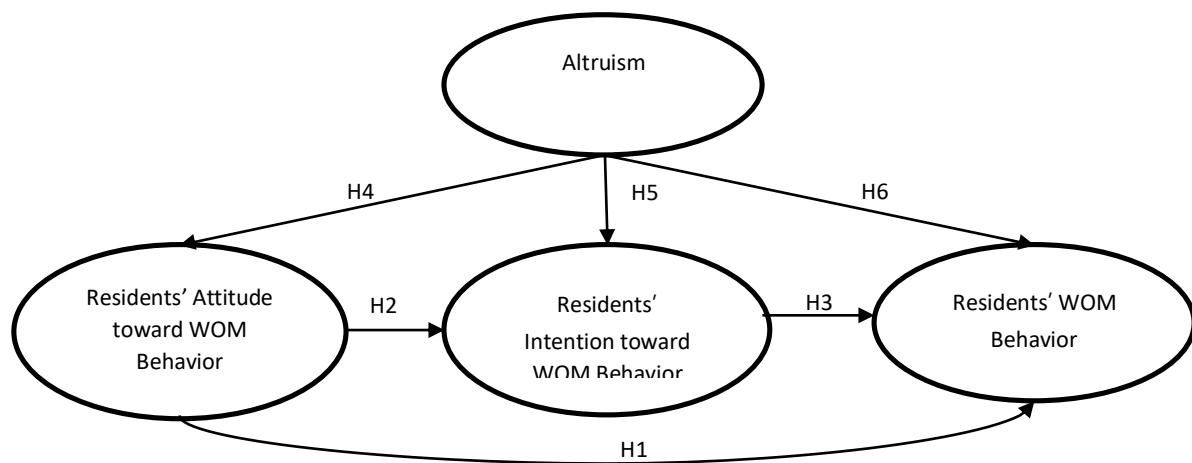 Altruism
H4
H5
H6
Residents’ Attitude
toward WOM
Behavior
H2
Residents’
Intention toward
WOM Behavior
H3
Residents’ WOM
Behavior
H1